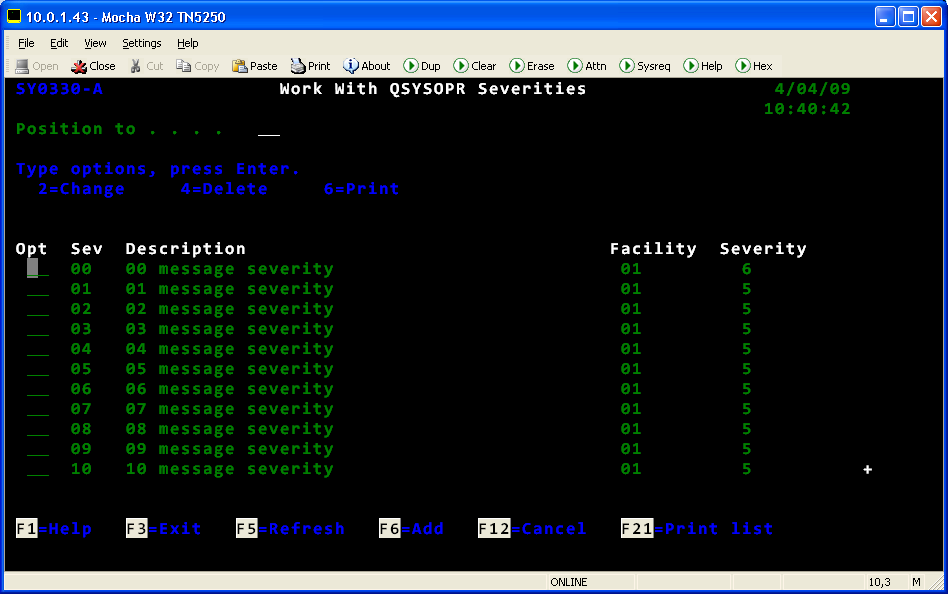 10.0.1.43 - Mocha W32 TN5250
File Edit View Settings Help
Open Close Cut Copy Paste Print About Dup Clear Erase Attn Sysreq Help Hex
SY0330-A Work With QSYSOPR Severities 4/04/09
10:40:42
Position to . . . . ___
Type options, press Enter.
2=Change 4=Delete 6=Print
Opt Sev Description Facility Severity
__ 00 00 message severity 01 6
__ 01 01 message severity 01 5
__ 02 02 message severity 01 5
__ 03 03 message severity 01 5
__ 04 04 message severity 01 5
__ 05 05 message severity 01 5
__ 06 06 message severity 01 5
__ 07 07 message severity 01 5
__ 08 08 message severity 01 5
__ 09 09 message severity 01 5
__ 10 10 message severity 01 5 +
F1=Help F3=Exit F5=Refresh F6=Add F12=Cancel F21=Print list
ONLINE 10,3 M